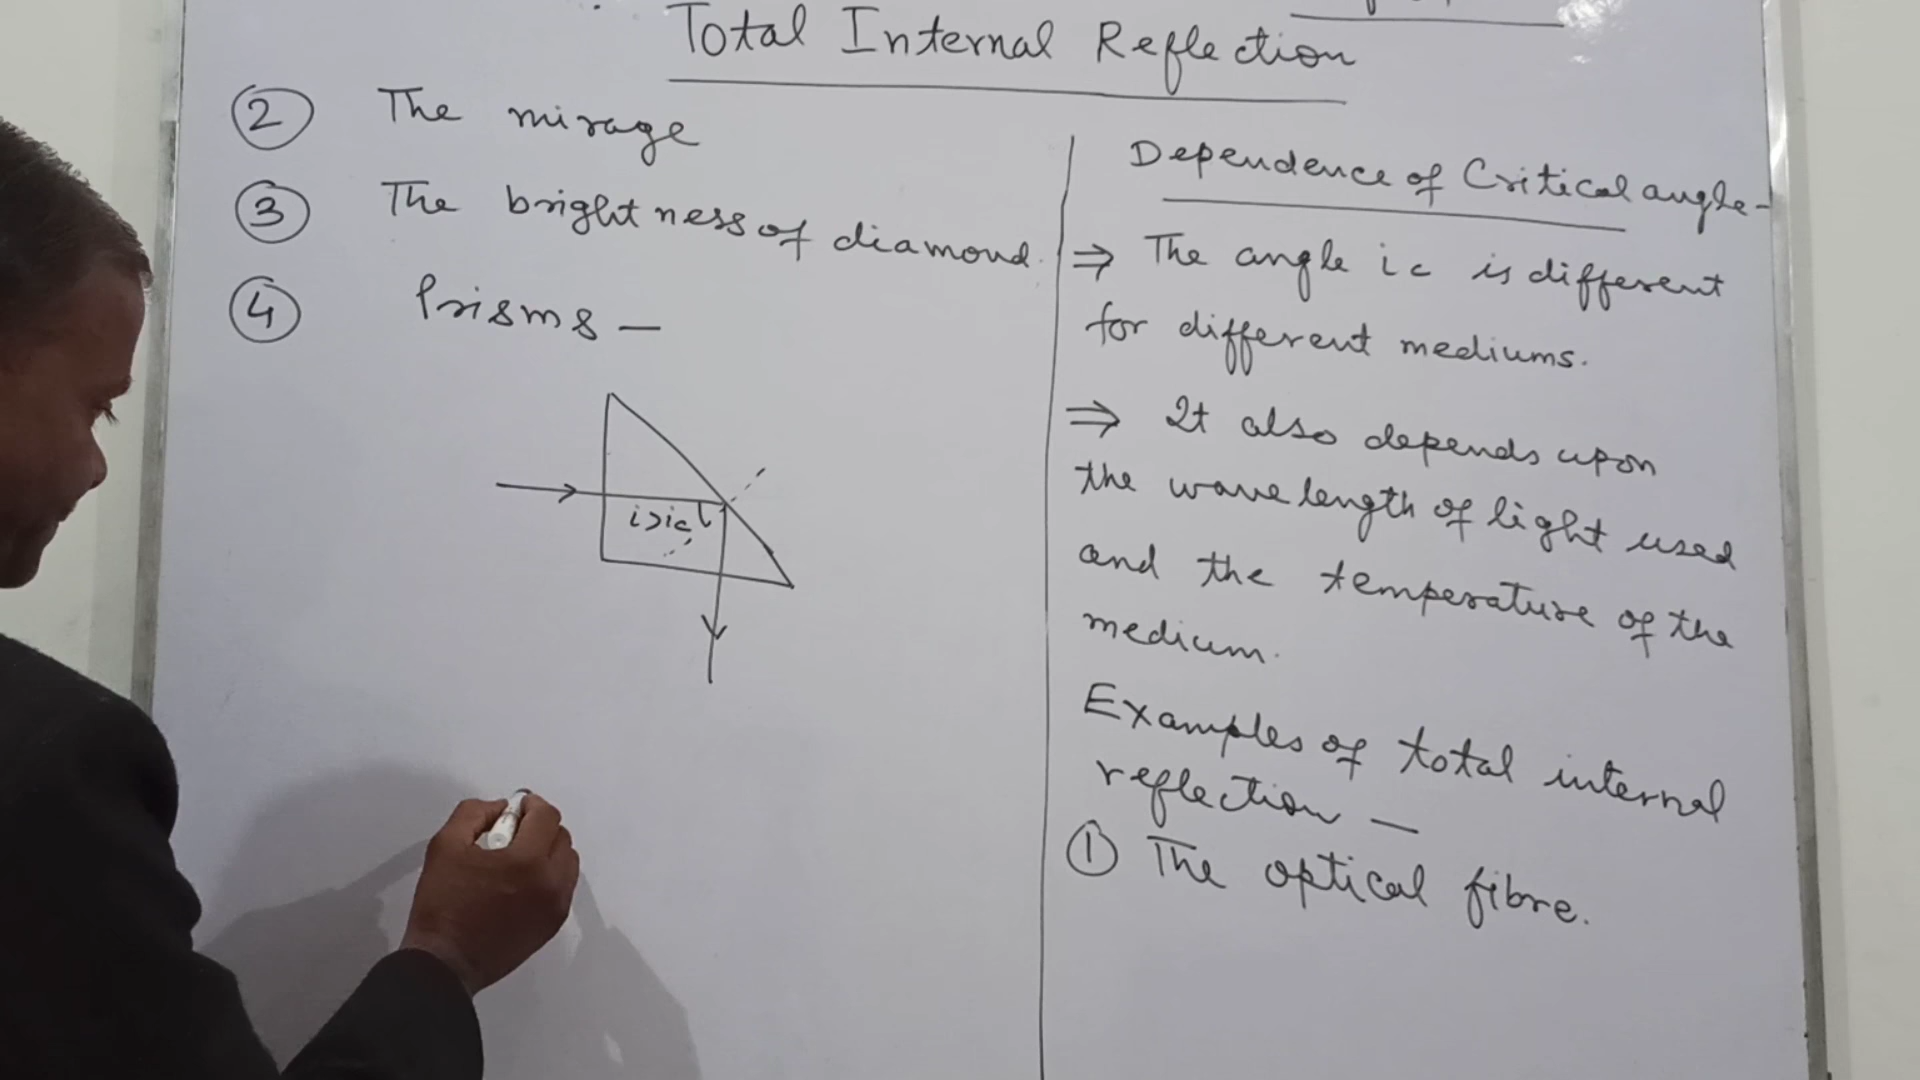 Total Internal Reflection
② The mirage
③ The brightness of diamond.
④ Prisms —
i>ic
Dependence of Critical angle-
⇒ The angle ic is different
for different mediums.
⇒ It also depends upon
the wave length of light used
and the temperature of the
medium.
Examples of total internal
reflection —
① The optical fibre.